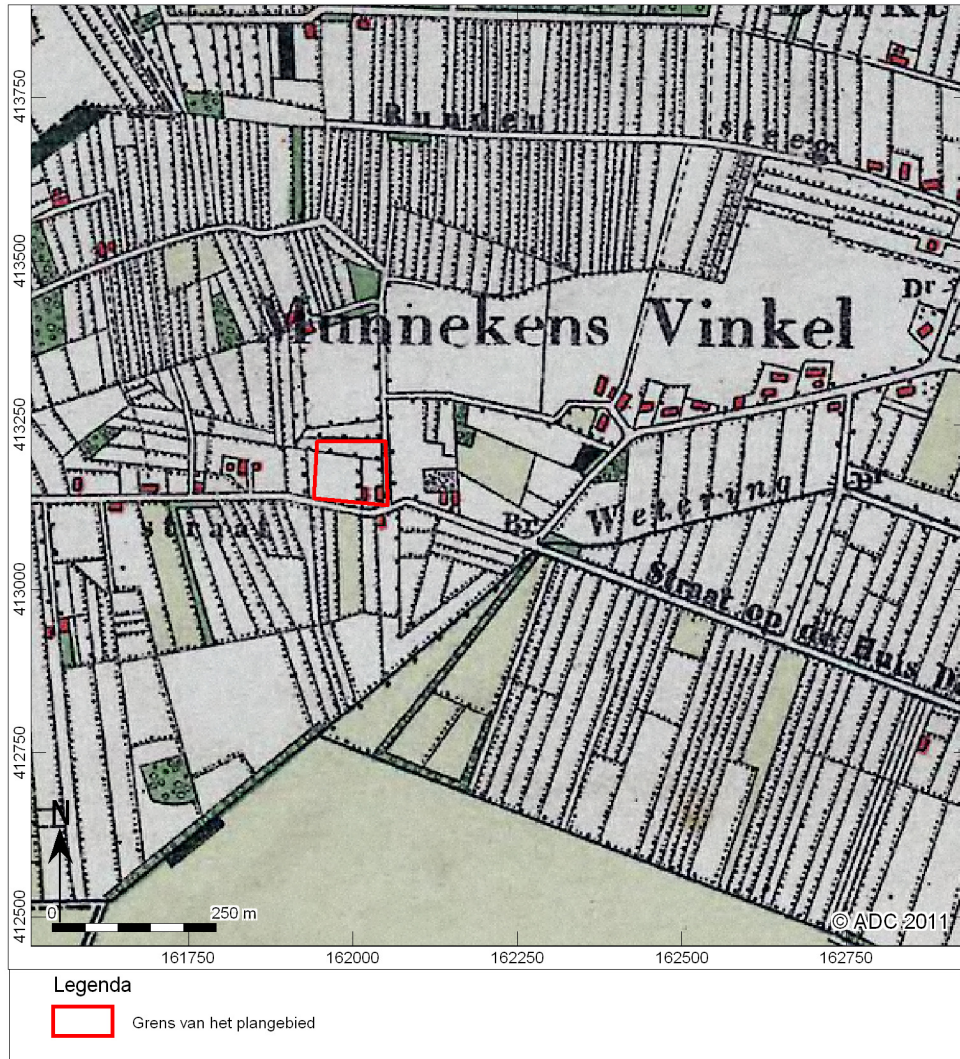 Munnekens Vinkel
Dr
Br
Wetering
Straat op de Huis
straat
N
0 250 m
© ADC 2011
413750
413500
413250
413000
412750
412500
161750 162000 162250 162500 162750
Legenda
Grens van het plangebied